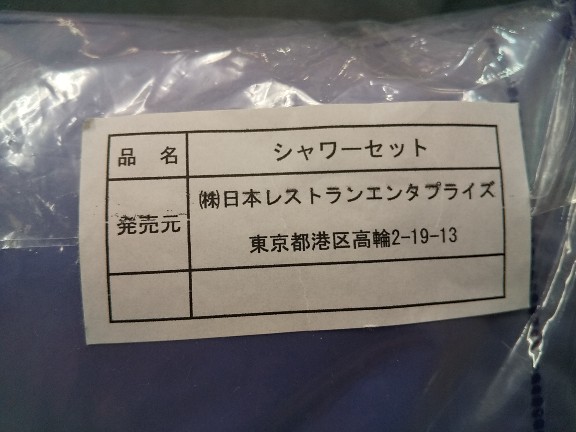 品 名 シャワーセット
発売元 ㈱日本レストランエンタプライズ
東京都港区高輪2-19-13